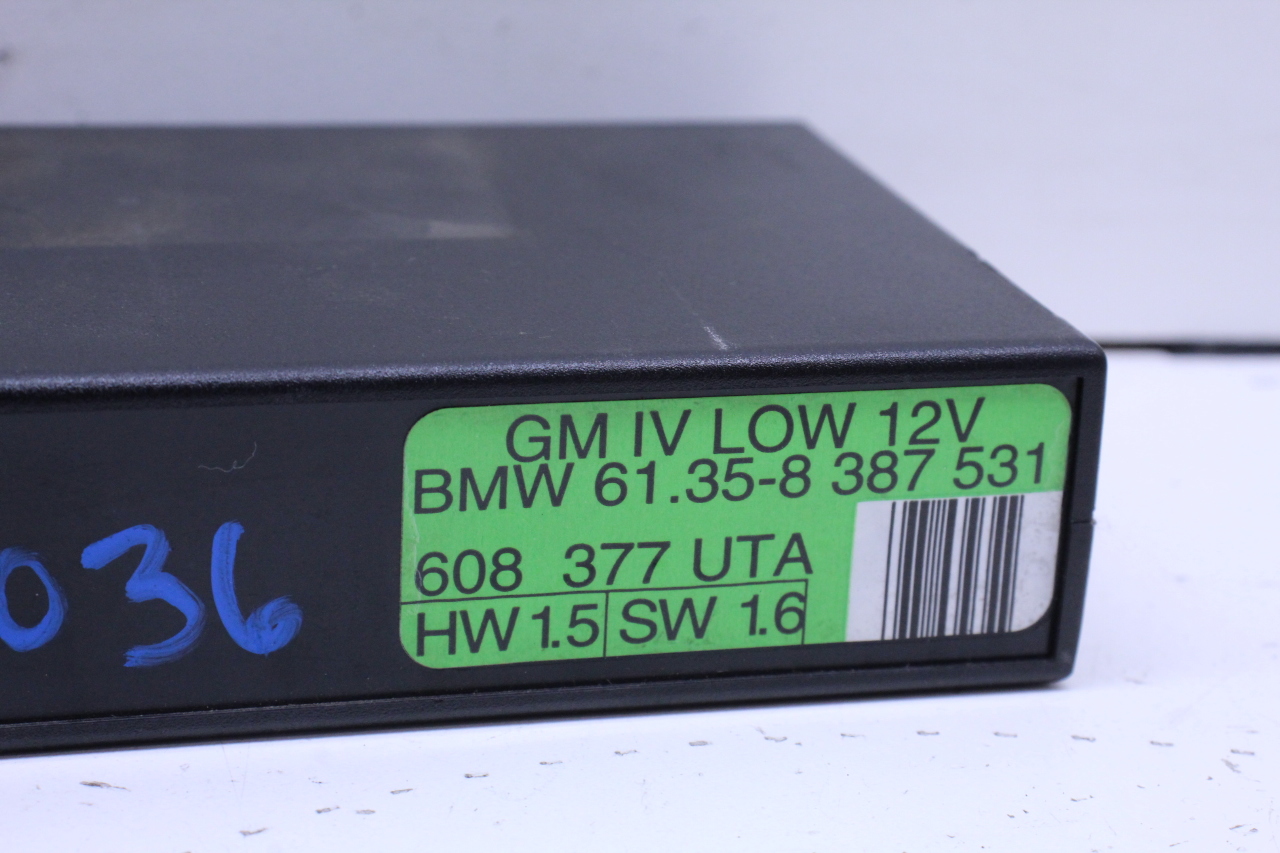 GM IV LOW 12V
BMW 61.35-8 387 531
608 377 UTA
HW 1.5 SW 1.6
036